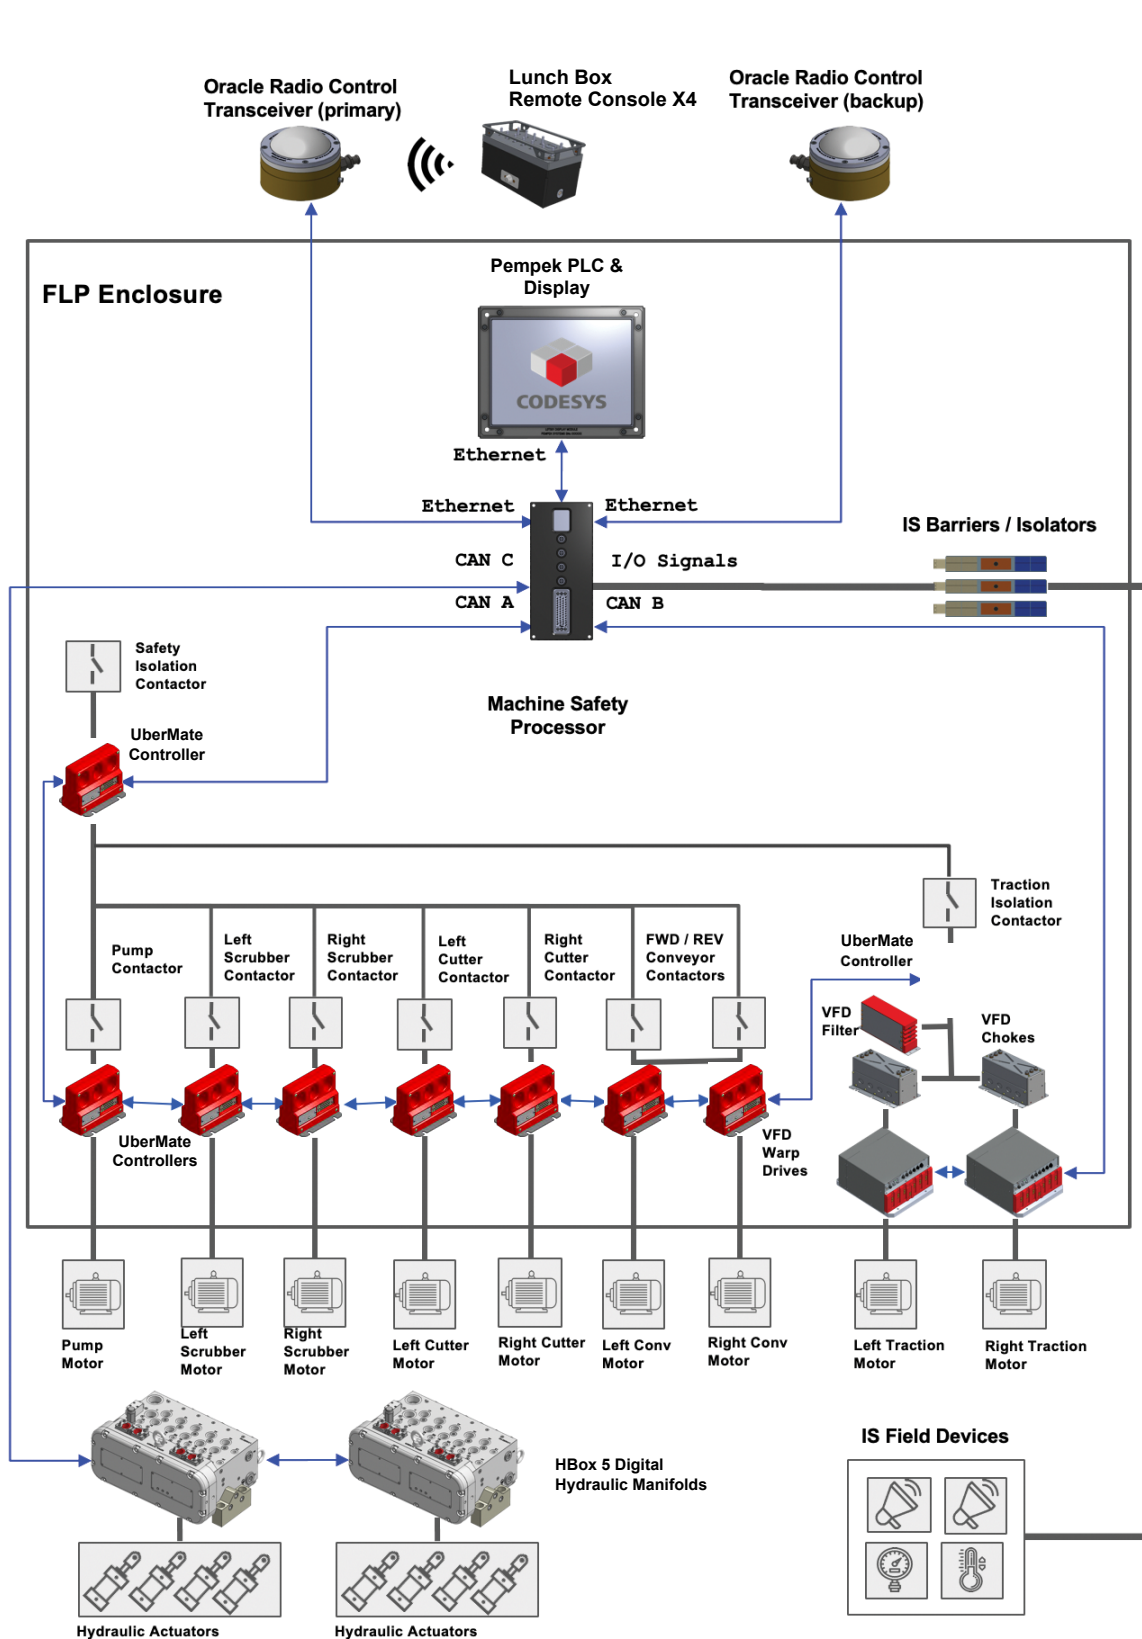 Oracle Radio Control
Transceiver (primary)
Lunch Box
Remote Console X4
Oracle Radio Control
Transceiver (backup)
FLP Enclosure
Pempek PLC &
Display
CODESYS
Ethernet
Ethernet
Ethernet
IS Barriers / Isolators
CAN C
I/O Signals
CAN A
CAN B
Safety
Isolation
Contactor
Machine Safety
Processor
UberMate
Controller
Traction
Isolation
Contactor
Pump
Contactor
Left
Scrubber
Contactor
Right
Scrubber
Contactor
Left
Cutter
Contactor
Right
Cutter
Contactor
FWD / REV
Conveyor
Contactors
UberMate
Controller
VFD
Filter
VFD
Chokes
UberMate
Controllers
VFD
Warp
Drives
Pump
Motor
Left
Scrubber
Motor
Right
Scrubber
Motor
Left Cutter
Motor
Right Cutter
Motor
Left Conv
Motor
Right Conv
Motor
Left Traction
Motor
Right Traction
Motor
HBox 5 Digital
Hydraulic Manifolds
IS Field Devices
Hydraulic Actuators
Hydraulic Actuators